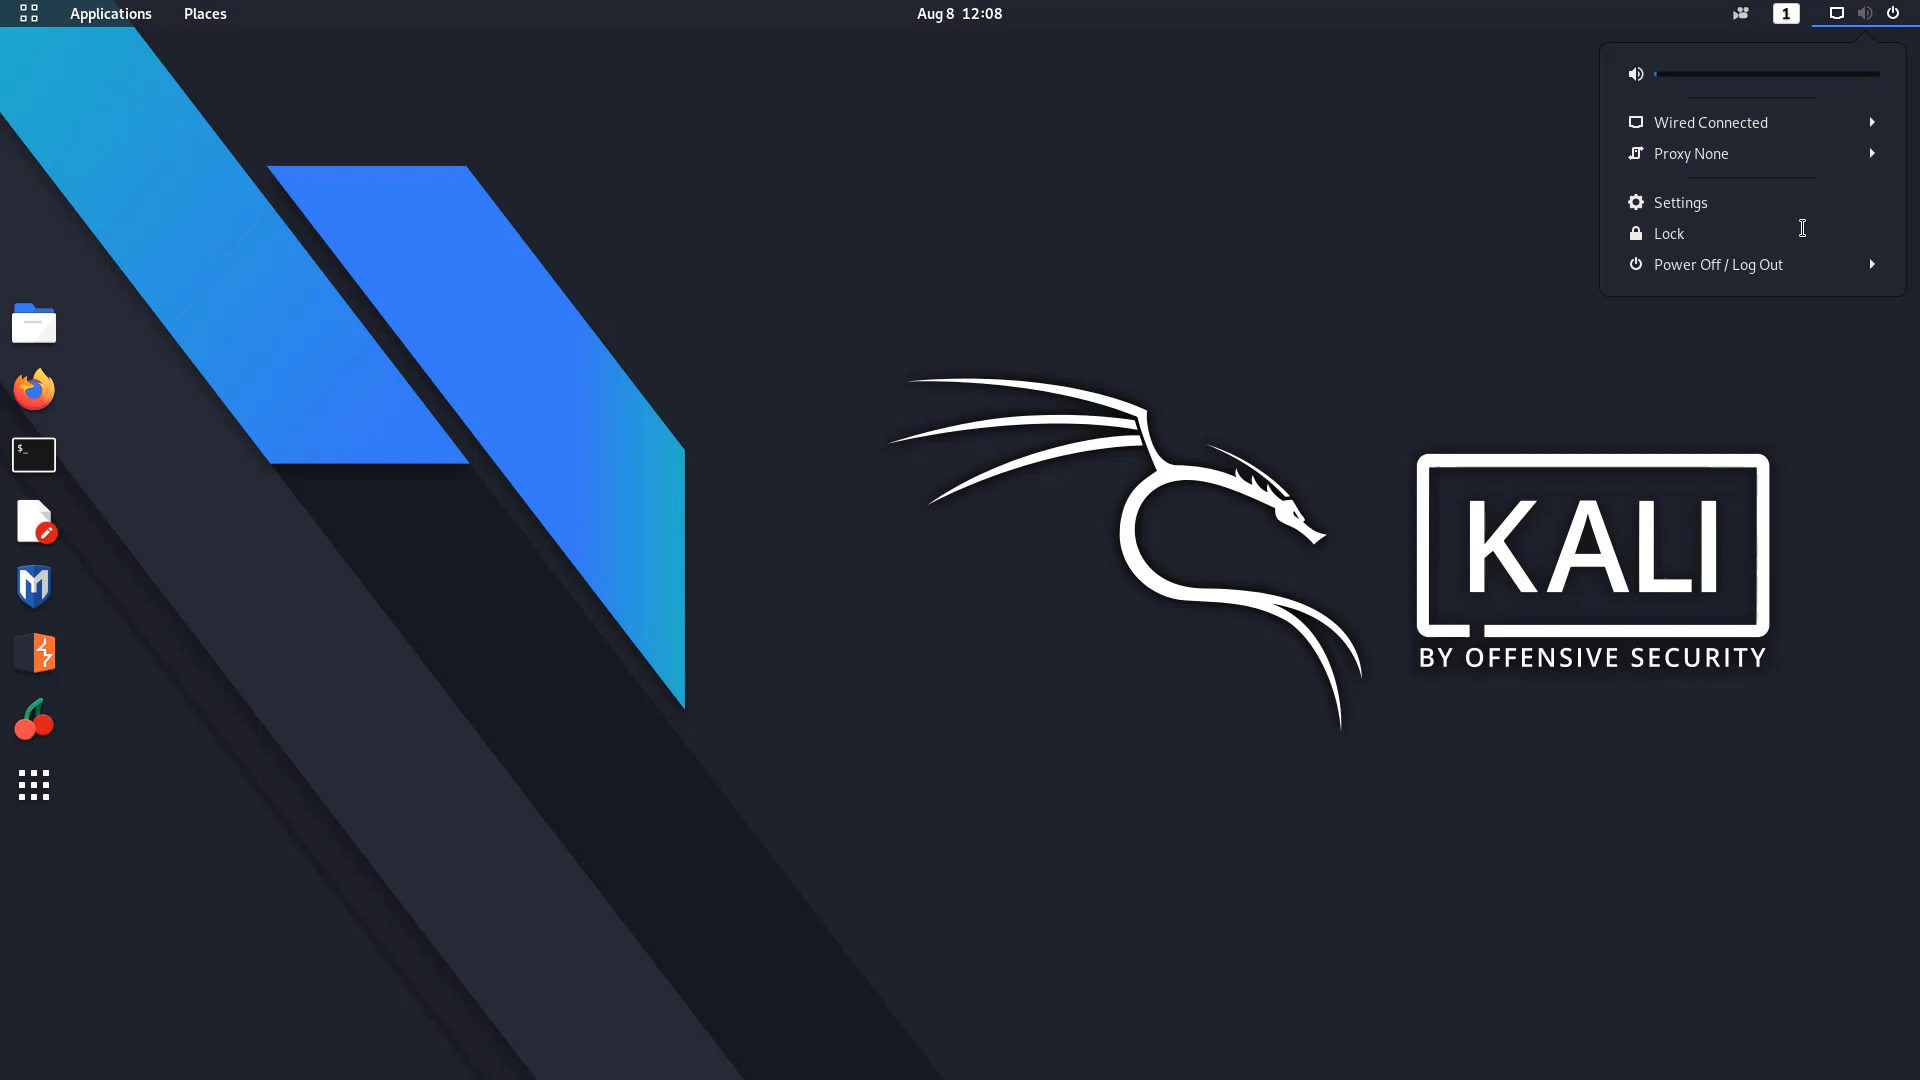 Applications
Places
Aug 8 12:08
1
Wired Connected
Proxy None
Settings
Lock
Power Off / Log Out
$_
KALI
BY OFFENSIVE SECURITY